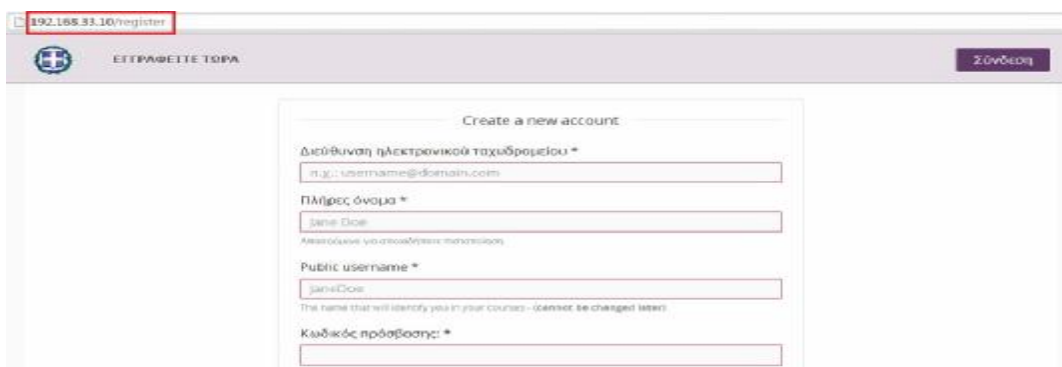 192.168.33.10/register
ΕΓΓΡΑΦΕΙΤΕ ΤΩΡΑ
Σύνδεση
Create a new account
Διεύθυνση ηλεκτρονικού ταχυδρομείου *
π.χ.: username@domain.com
Πλήρες όνομα *
Jane Doe
Public username *
JaneDoe
The name that will identify you in your courses - (cannot be changed later)
Κωδικός πρόσβασης: *